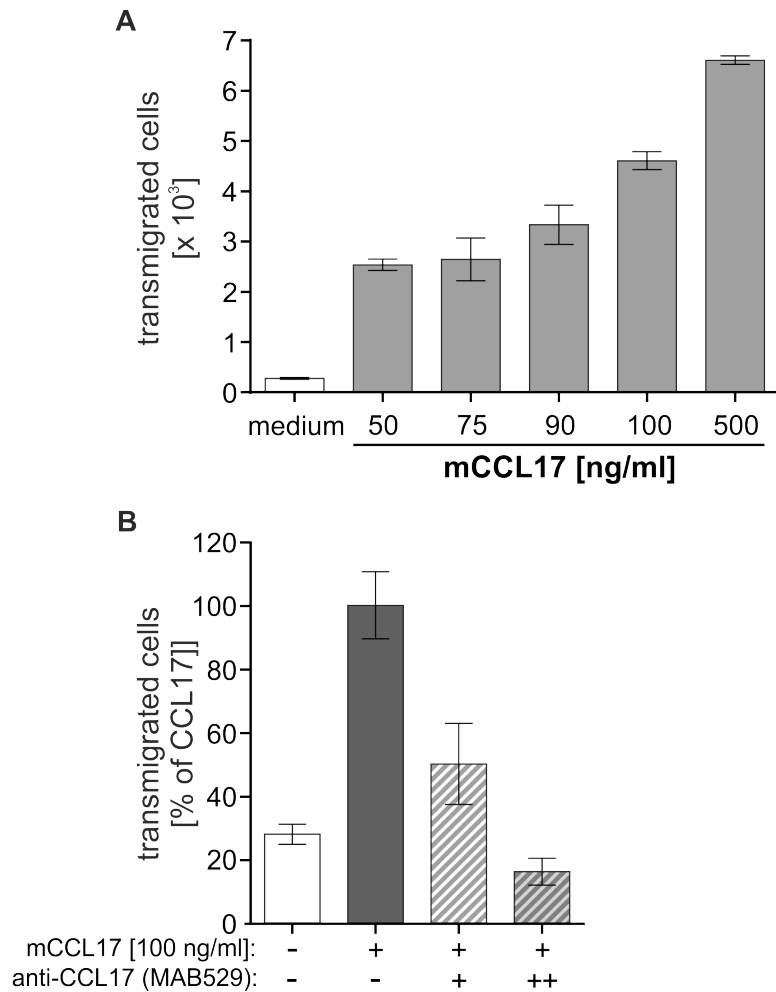 A
7
6
5
4
3
2
1
0
transmigrated cells
[x 10³]
medium 50 75 90 100 500
mCCL17 [ng/ml]
B
120
100
80
60
40
20
0
transmigrated cells
[% of CCL17]]
mCCL17 [100 ng/ml]: - + + +
anti-CCL17 (MAB529): - - + ++